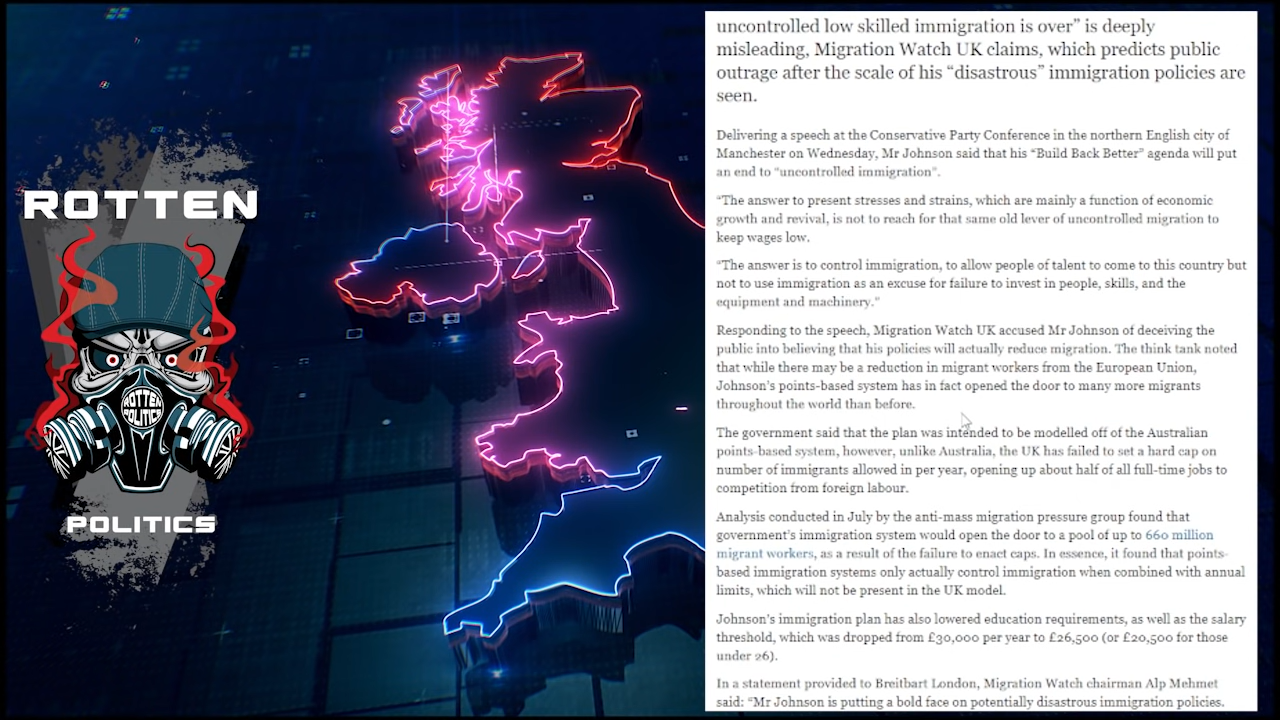 ROTTEN
ROTTEN
POLITICS
POLITICS
uncontrolled low skilled immigration is over” is deeply
misleading, Migration Watch UK claims, which predicts public
outrage after the scale of his “disastrous” immigration policies are
seen.
Delivering a speech at the Conservative Party Conference in the northern English city of
Manchester on Wednesday, Mr Johnson said that his “Build Back Better” agenda will put
an end to “uncontrolled immigration”.
“The answer to present stresses and strains, which are mainly a function of economic
growth and revival, is not to reach for that same old lever of uncontrolled migration to
keep wages low.
“The answer is to control immigration, to allow people of talent to come to this country but
not to use immigration as an excuse for failure to invest in people, skills, and the
equipment and machinery.”
Responding to the speech, Migration Watch UK accused Mr Johnson of deceiving the
public into believing that his policies will actually reduce migration. The think tank noted
that while there may be a reduction in migrant workers from the European Union,
Johnson’s points-based system has in fact opened the door to many more migrants
throughout the world than before.
The government said that the plan was intended to be modelled off of the Australian
points-based system, however, unlike Australia, the UK has failed to set a hard cap on
number of immigrants allowed in per year, opening up about half of all full-time jobs to
competition from foreign labour.
Analysis conducted in July by the anti-mass migration pressure group found that
government’s immigration system would open the door to a pool of up to 660 million
migrant workers, as a result of the failure to enact caps. In essence, it found that points-
based immigration systems only actually control immigration when combined with annual
limits, which will not be present in the UK model.
Johnson’s immigration plan has also lowered education requirements, as well as the salary
threshold, which was dropped from £30,000 per year to £26,500 (or £20,500 for those
under 26).
In a statement provided to Breitbart London, Migration Watch chairman Alp Mehmet
said: “Mr Johnson is putting a bold face on potentially disastrous immigration policies.